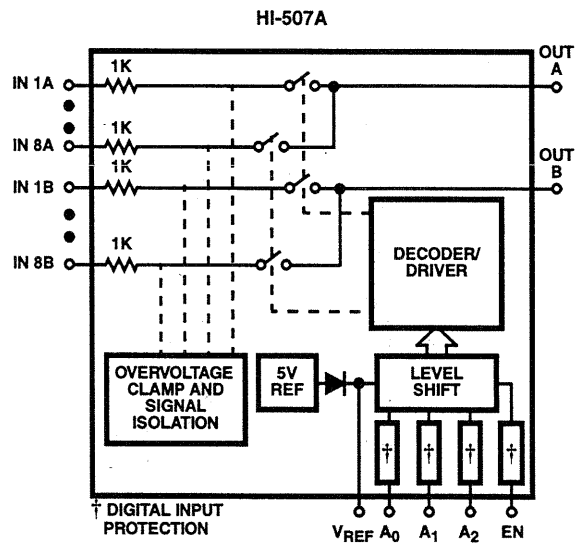 HI-507A
OUT
A
1K
IN 1A
1K
IN 8A
OUT
B
1K
IN 1B
1K
IN 8B
DECODER/
DRIVER
OVERVOLTAGE
CLAMP AND
SIGNAL
ISOLATION
5V
REF
LEVEL
SHIFT
† † † †
† DIGITAL INPUT
PROTECTION
VREF A0 A1 A2 EN